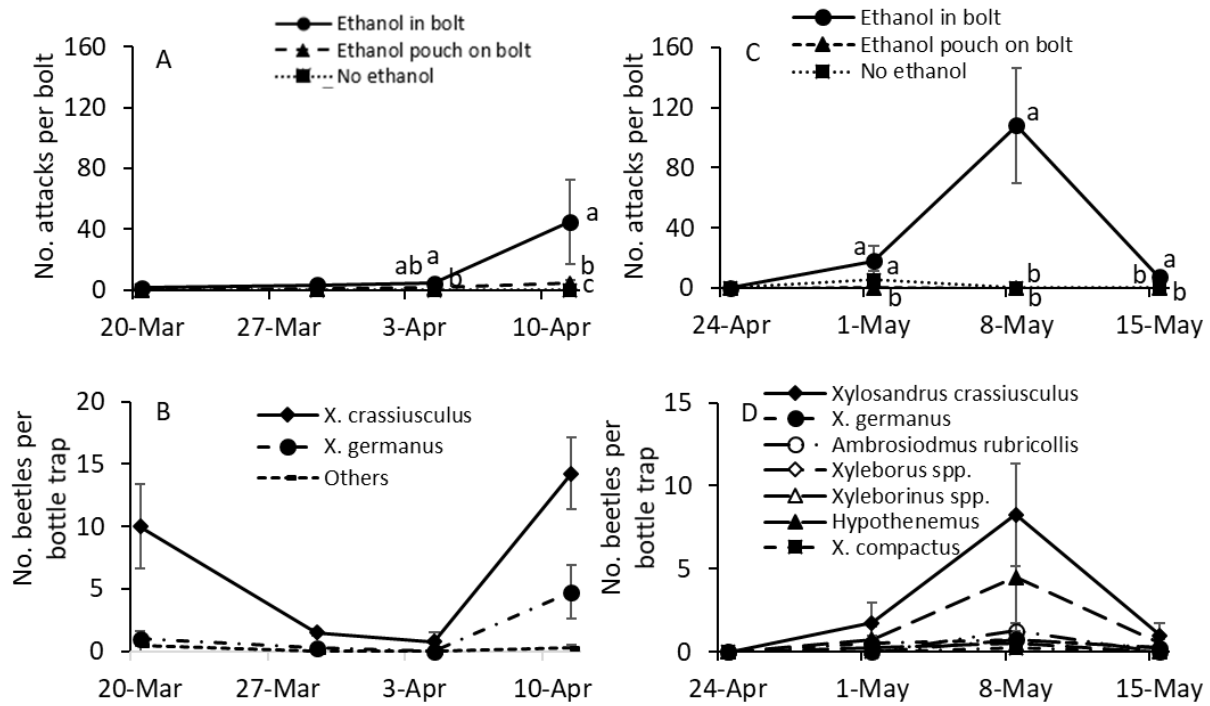 Ethanol in bolt
Ethanol pouch on bolt
No ethanol
A
No. attacks per bolt
160
120
80
40
0
ab
a
b
a
b
c
20-Mar
27-Mar
3-Apr
10-Apr
Ethanol in bolt
Ethanol pouch on bolt
No ethanol
C
No. attacks per bolt
160
120
80
40
0
a
a
b
a
b
b
a
b
b
24-Apr
1-May
8-May
15-May
B
X. crassiusculus
X. germanus
Others
No. beetles per
bottle trap
20
15
10
5
0
20-Mar
27-Mar
3-Apr
10-Apr
D
Xylosandrus crassiusculus
X. germanus
Ambrosiodmus rubricollis
Xyleborus spp.
Xyleborinus spp.
Hypothenemus
X. compactus
No. beetles per
bottle trap
15
10
5
0
24-Apr
1-May
8-May
15-May